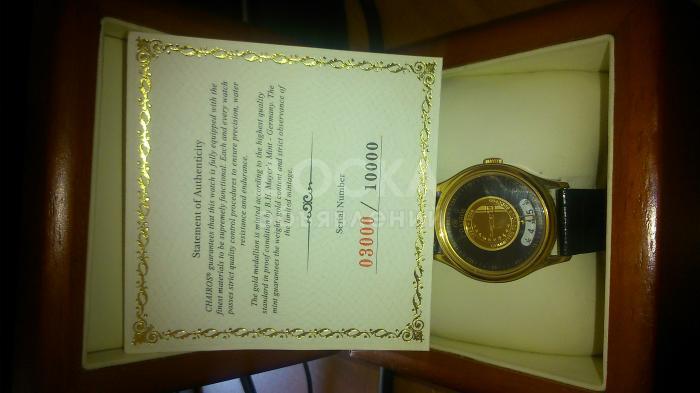 Statement of Authenticity
CHAIROS® guarantees that this watch is fully equipped with the
finest materials to be supremely functional. Each and every watch
passes strict quality control procedures to ensure precision, water
resistance and endurance.
The gold medallion is minted according to the highest quality
standard in proof condition by B.H. Mayer's Mint - Germany. The
mint guarantees the weight, gold content and strict observance of
the limited mintage.
Serial Number
03000 / 10000